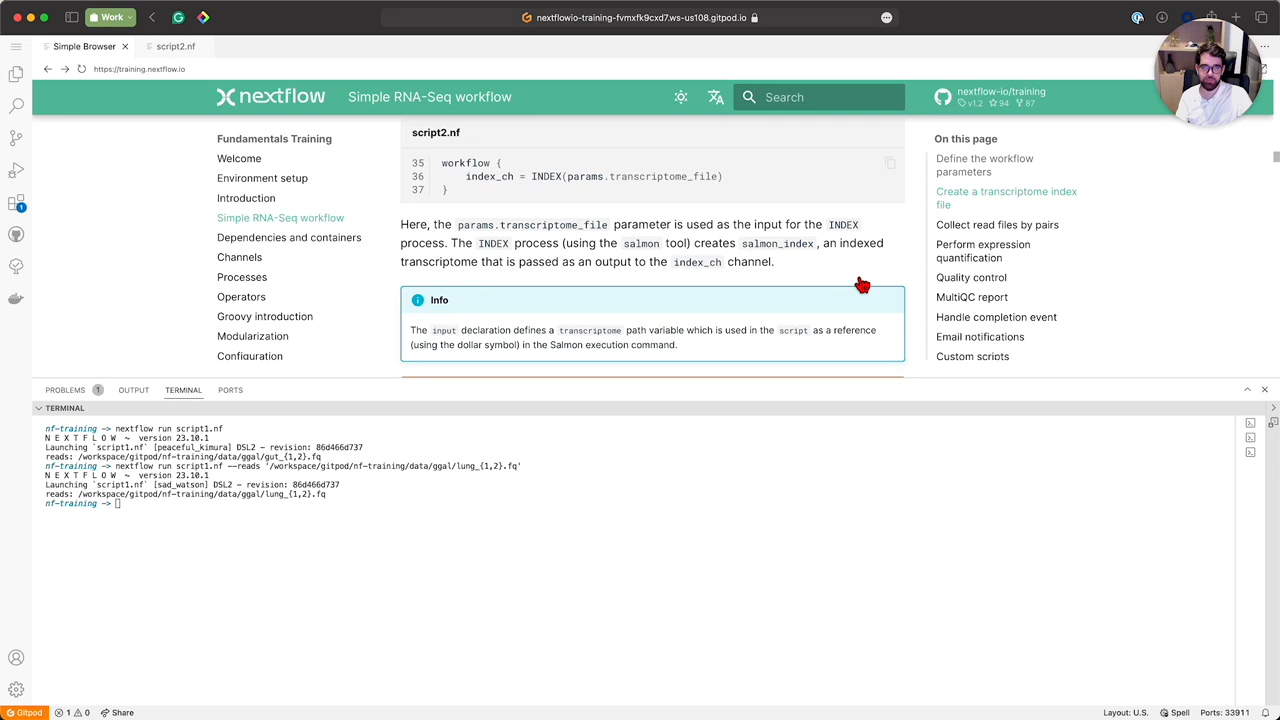 Work
nextflowio-training-fvmxfk9cxd7.ws-us108.gitpod.io
Simple Browser
script2.nf
https://training.nextflow.io
nextflow
Simple RNA-Seq workflow
Search
nextflow-io/training
v1.2 94 87
Fundamentals Training
Welcome
Environment setup
Introduction
Simple RNA-Seq workflow
Dependencies and containers
Channels
Processes
Operators
Groovy introduction
Modularization
Configuration
script2.nf
35 workflow {
36 index_ch = INDEX(params.transcriptome_file)
37 }
Here, the params.transcriptome_file parameter is used as the input for the INDEX
process. The INDEX process (using the salmon tool) creates salmon_index, an indexed
transcriptome that is passed as an output to the index_ch channel.
Info
The input declaration defines a transcriptome path variable which is used in the script as a reference
(using the dollar symbol) in the Salmon execution command.
On this page
Define the workflow
parameters
Create a transcriptome index
file
Collect read files by pairs
Perform expression
quantification
Quality control
MultiQC report
Handle completion event
Email notifications
Custom scripts
1
PROBLEMS 1 OUTPUT TERMINAL PORTS
TERMINAL
nf-training -> nextflow run script1.nf
N E X T F L O W ~ version 23.10.1
Launching `script1.nf` [peaceful_kimura] DSL2 - revision: 86d466d737
reads: /workspace/gitpod/nf-training/data/ggal/gut_{1,2}.fq
nf-training -> nextflow run script1.nf --reads '/workspace/gitpod/nf-training/data/ggal/lung_{1,2}.fq'
N E X T F L O W ~ version 23.10.1
Launching `script1.nf` [sad_watson] DSL2 - revision: 86d466d737
reads: /workspace/gitpod/nf-training/data/ggal/lung_{1,2}.fq
nf-training ->
Gitpod 1 0 Share
Layout: U.S. Spell Ports: 33911